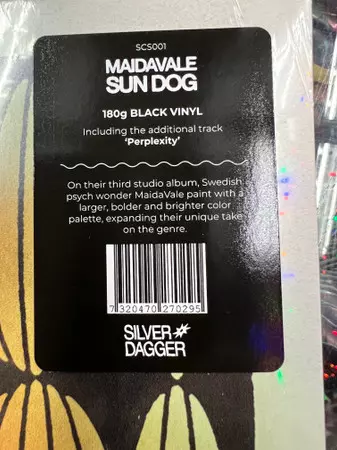 SCS001
MAIDAVALE
SUN DOG
180g BLACK VINYL
Including the additional track
‘Perplexity’
On their third studio album, Swedish
psych wonder MaidaVale paint with a
larger, bolder and brighter color
palette, expanding their unique take
on the genre.
7 320470 270295
SILVER
DAGGER